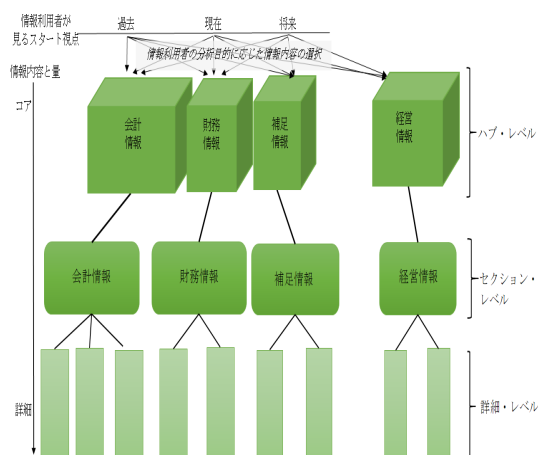 情報利用者が
見るスタート視点
過去
現在
将来
情報利用者の分析目的に応じた情報内容の選択
情報内容と量
コア
会計
情報
財務
情報
補足
情報
経営
情報
ハブ・レベル
会計情報
財務情報
補足情報
経営情報
セクション・
レベル
詳細
詳細・レベル